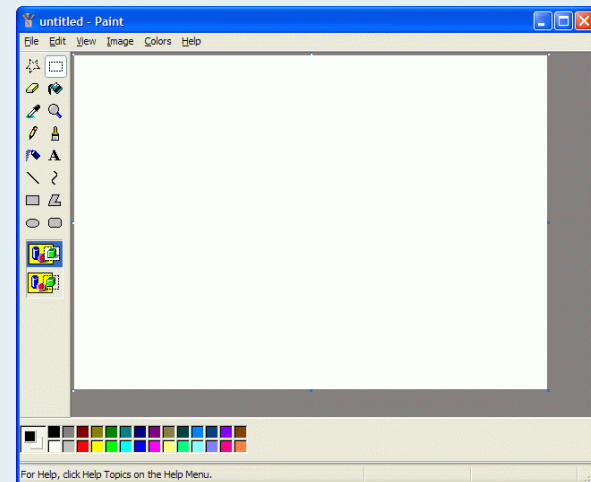 untitled - Paint
File Edit View Image Colors Help
A
For Help, click Help Topics on the Help Menu.